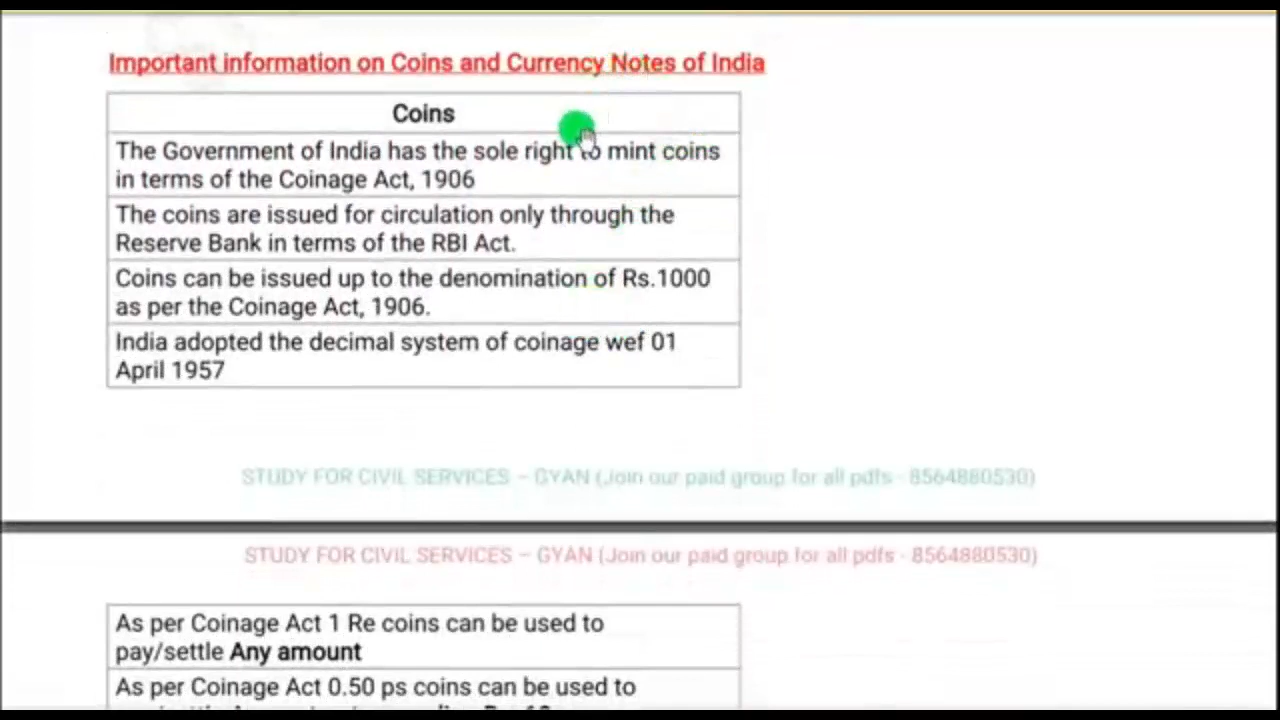 Important information on Coins and Currency Notes of India
Coins
The Government of India has the sole right to mint coins
in terms of the Coinage Act, 1906
The coins are issued for circulation only through the
Reserve Bank in terms of the RBI Act.
Coins can be issued up to the denomination of Rs.1000
as per the Coinage Act, 1906.
India adopted the decimal system of coinage wef 01
April 1957
STUDY FOR CIVIL SERVICES – GYAN (Join our paid group for all pdfs - 8564880530)
STUDY FOR CIVIL SERVICES – GYAN (Join our paid group for all pdfs - 8564880530)
As per Coinage Act 1 Re coins can be used to
pay/settle Any amount
As per Coinage Act 0.50 ps coins can be used to